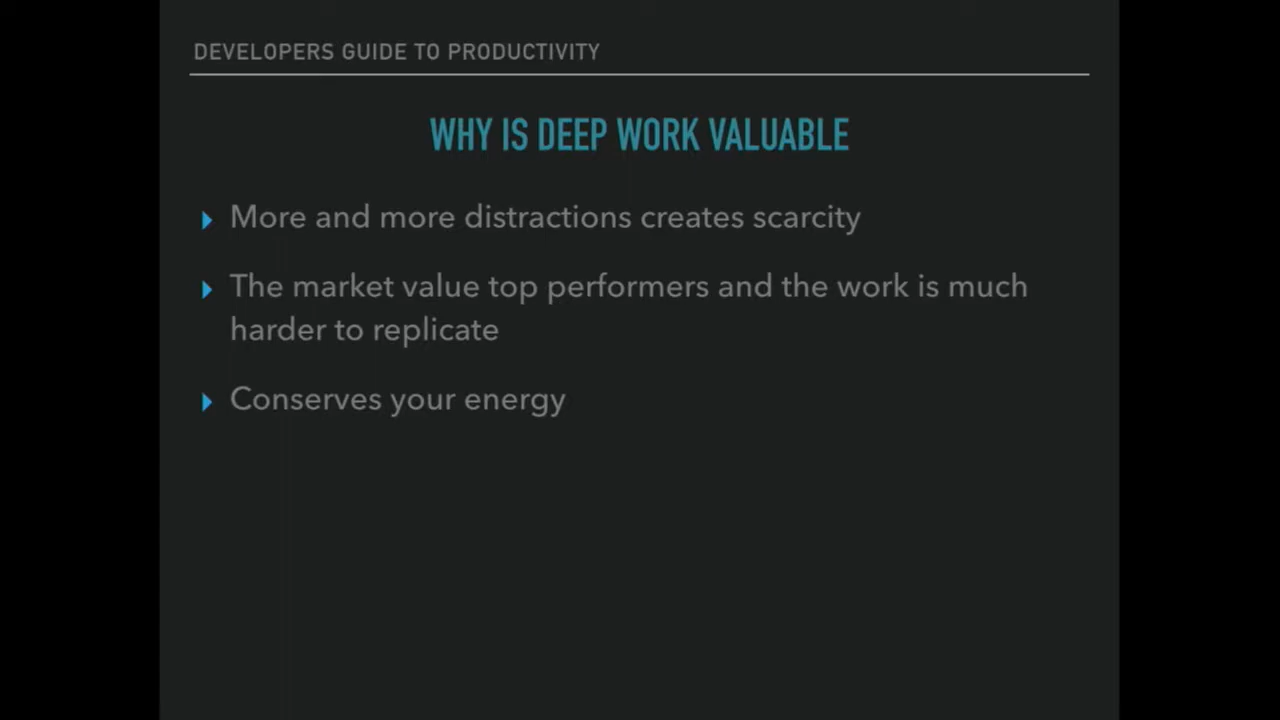 DEVELOPERS GUIDE TO PRODUCTIVITY
WHY IS DEEP WORK VALUABLE
More and more distractions creates scarcity
The market value top performers and the work is much
harder to replicate
Conserves your energy